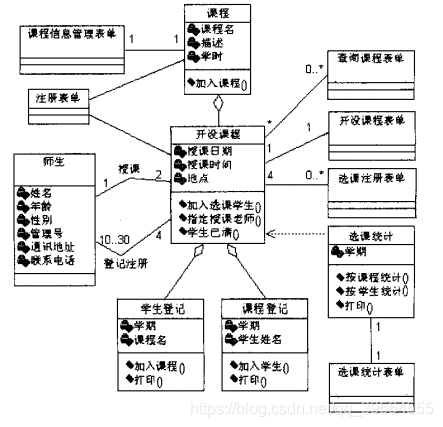 课程
课程名
描述
学时
加入课程()
课程信息管理表单
1
1
注册表单
查询课程表单
0..*
*
开设课程
授课日期
授课时间
地点
加入选课学生()
指定授课老师()
学生已满()
1
1
开设课程表单
4
0..*
选课注册表单
师生
姓名
年龄
性别
管理号
通讯地址
联系电话
授课
1
2
10..30
4
登记注册
选课统计
学期
按课程统计()
按学生统计()
打印()
学生登记
学期
课程名
加入课程()
打印()
课程登记
学期
学生姓名
加入学生()
打印()
1
1
选课统计表单